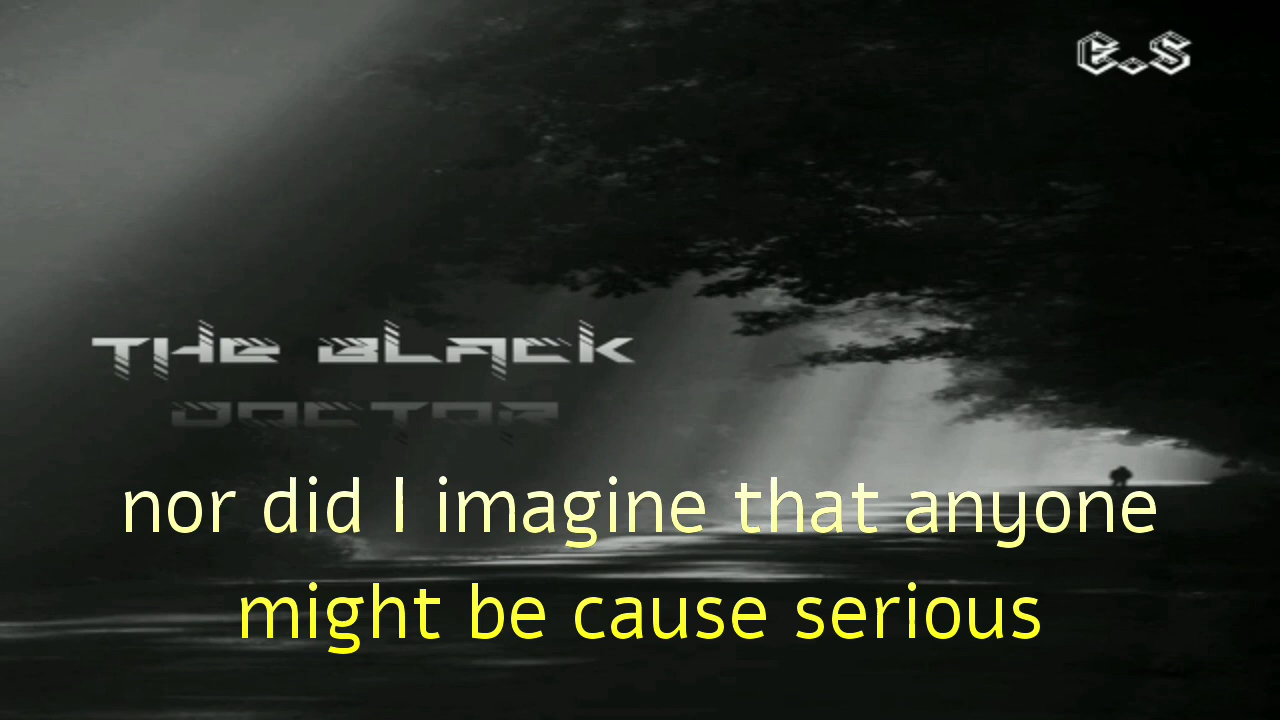 E.S
THE BLACK
DOCTOR
nor did I imagine that anyone
might be cause serious